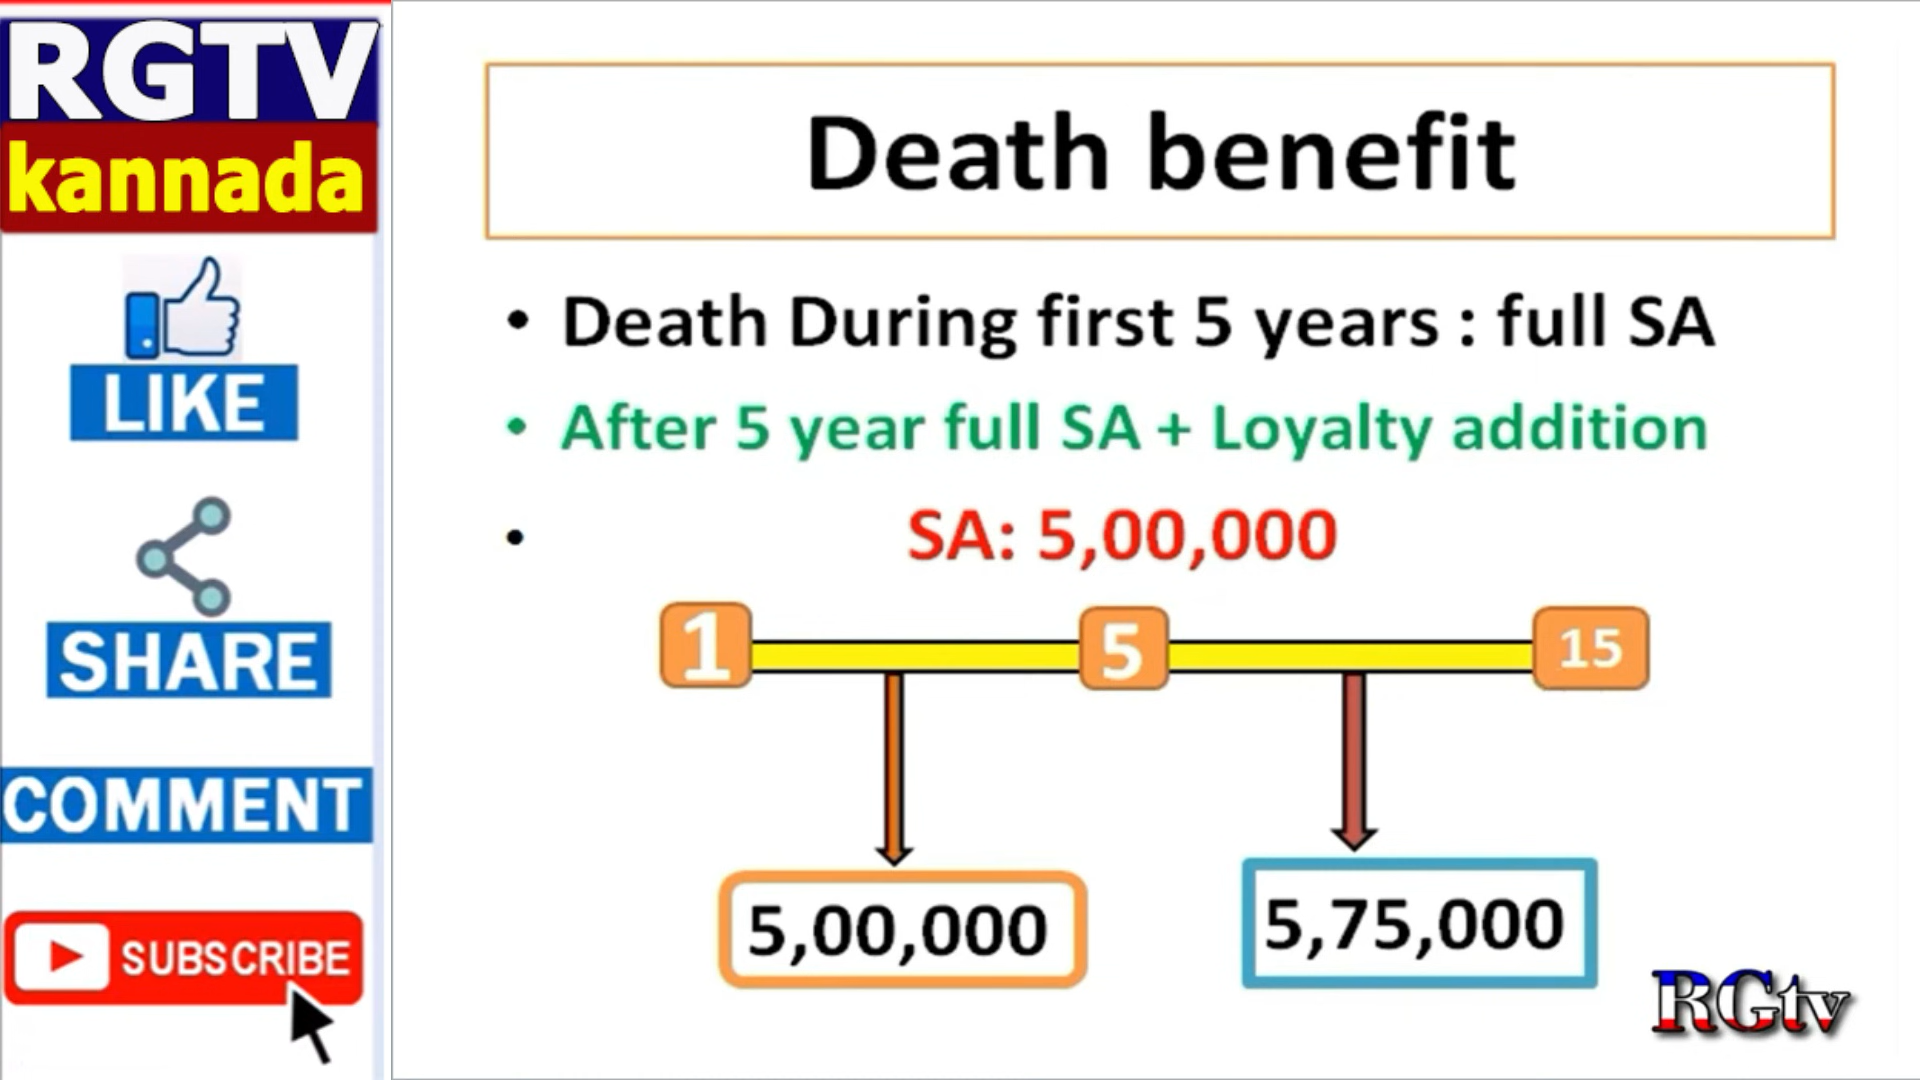 RGTV
kannada
LIKE
SHARE
COMMENT
SUBSCRIBE
Death benefit
• Death During first 5 years : full SA
• After 5 year full SA + Loyalty addition
• SA: 5,00,000
1 5 15
5,00,000 5,75,000
RGtv